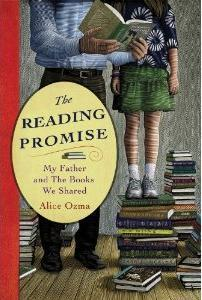 The
READING
PROMISE
My Father
and The Books
We Shared
Alice Ozma